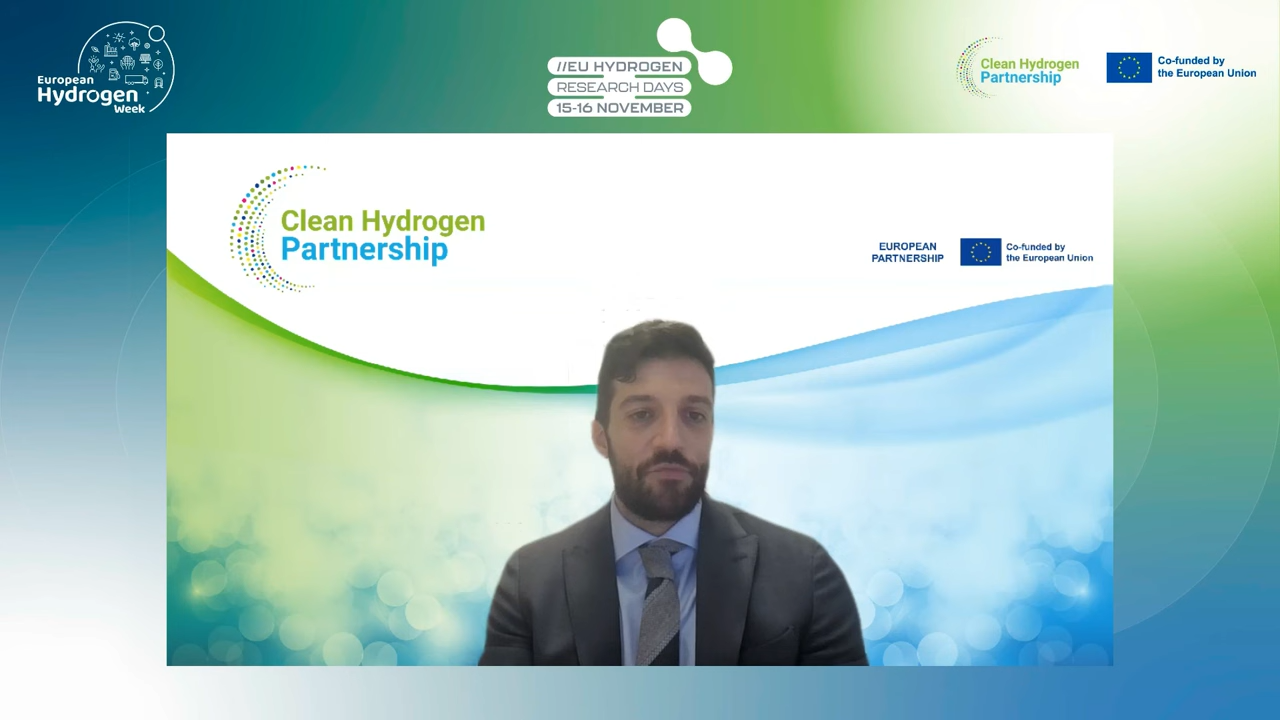 European
Hydrogen
Week
//EU HYDROGEN
RESEARCH DAYS
15-16 NOVEMBER
Clean Hydrogen
Partnership
Co-funded by
the European Union
Clean Hydrogen
Partnership
EUROPEAN
PARTNERSHIP
Co-funded by
the European Union